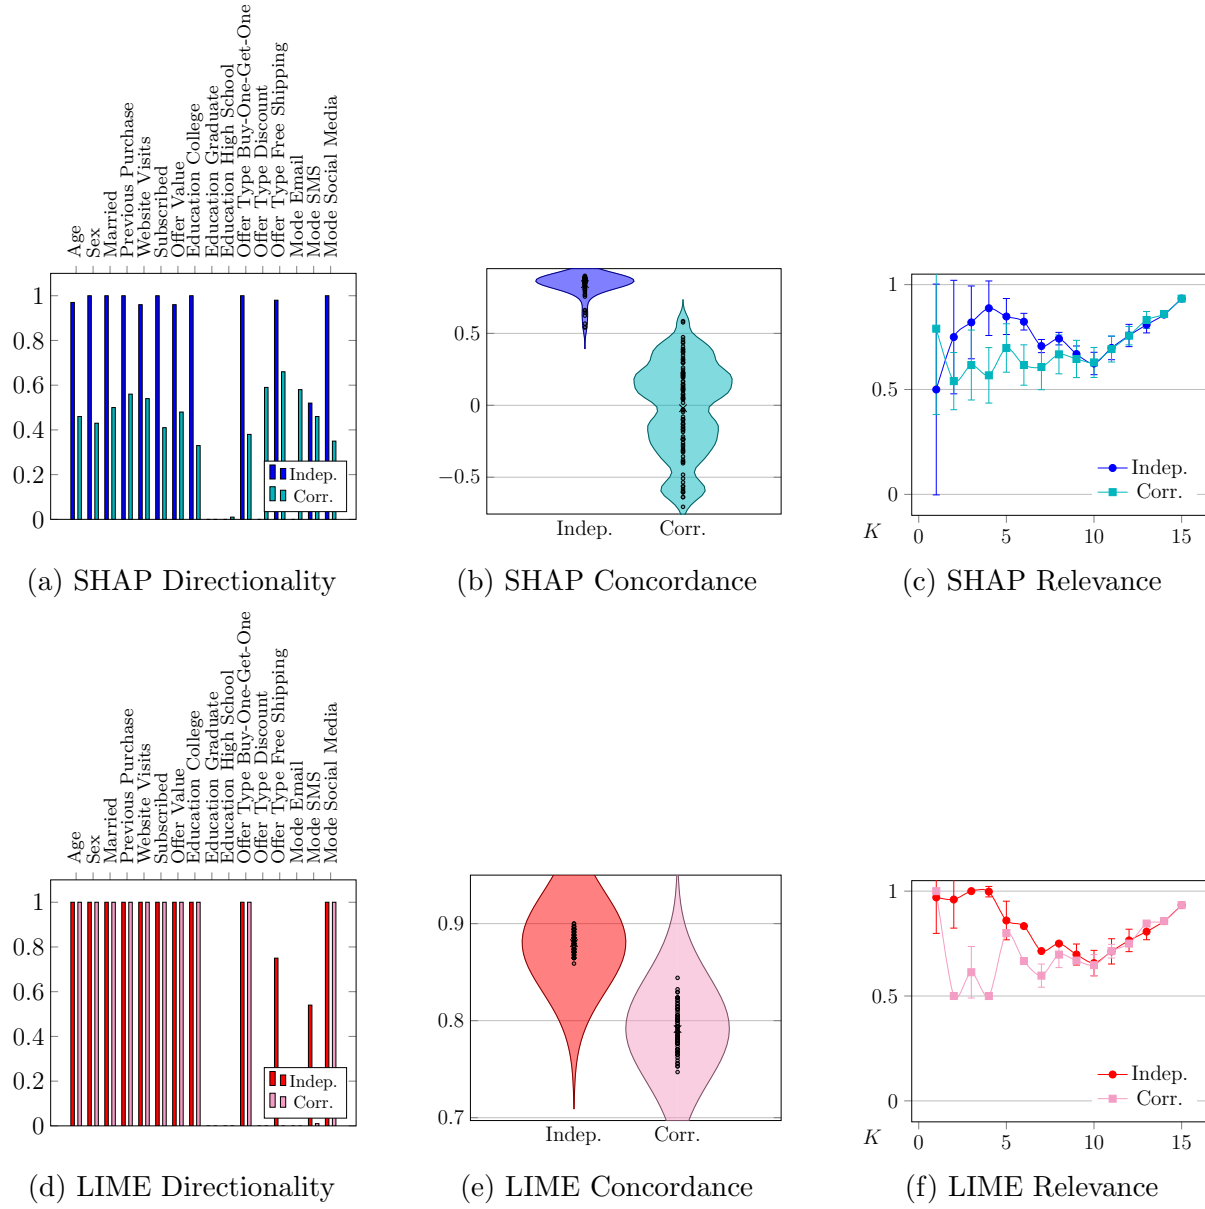 Age
Sex
Married
Previous Purchase
Website Visits
Subscribed
Offer Value
Education College
Education Graduate
Education High School
Offer Type Buy-One-Get-One
Offer Type Discount
Offer Type Free Shipping
Mode Email
Mode SMS
Mode Social Media
1
0.8
0.6
0.4
0.2
0
Indep.
Corr.
(a) SHAP Directionality
0.5
0
−0.5
Indep. Corr.
(b) SHAP Concordance
1
0.5
0
Indep.
Corr.
K 0 5 10 15
(c) SHAP Relevance
Age
Sex
Married
Previous Purchase
Website Visits
Subscribed
Offer Value
Education College
Education Graduate
Education High School
Offer Type Buy-One-Get-One
Offer Type Discount
Offer Type Free Shipping
Mode Email
Mode SMS
Mode Social Media
1
0.8
0.6
0.4
0.2
0
Indep.
Corr.
(d) LIME Directionality
0.9
0.8
0.7
Indep. Corr.
(e) LIME Concordance
1
0.5
0
Indep.
Corr.
K 0 5 10 15
(f) LIME Relevance